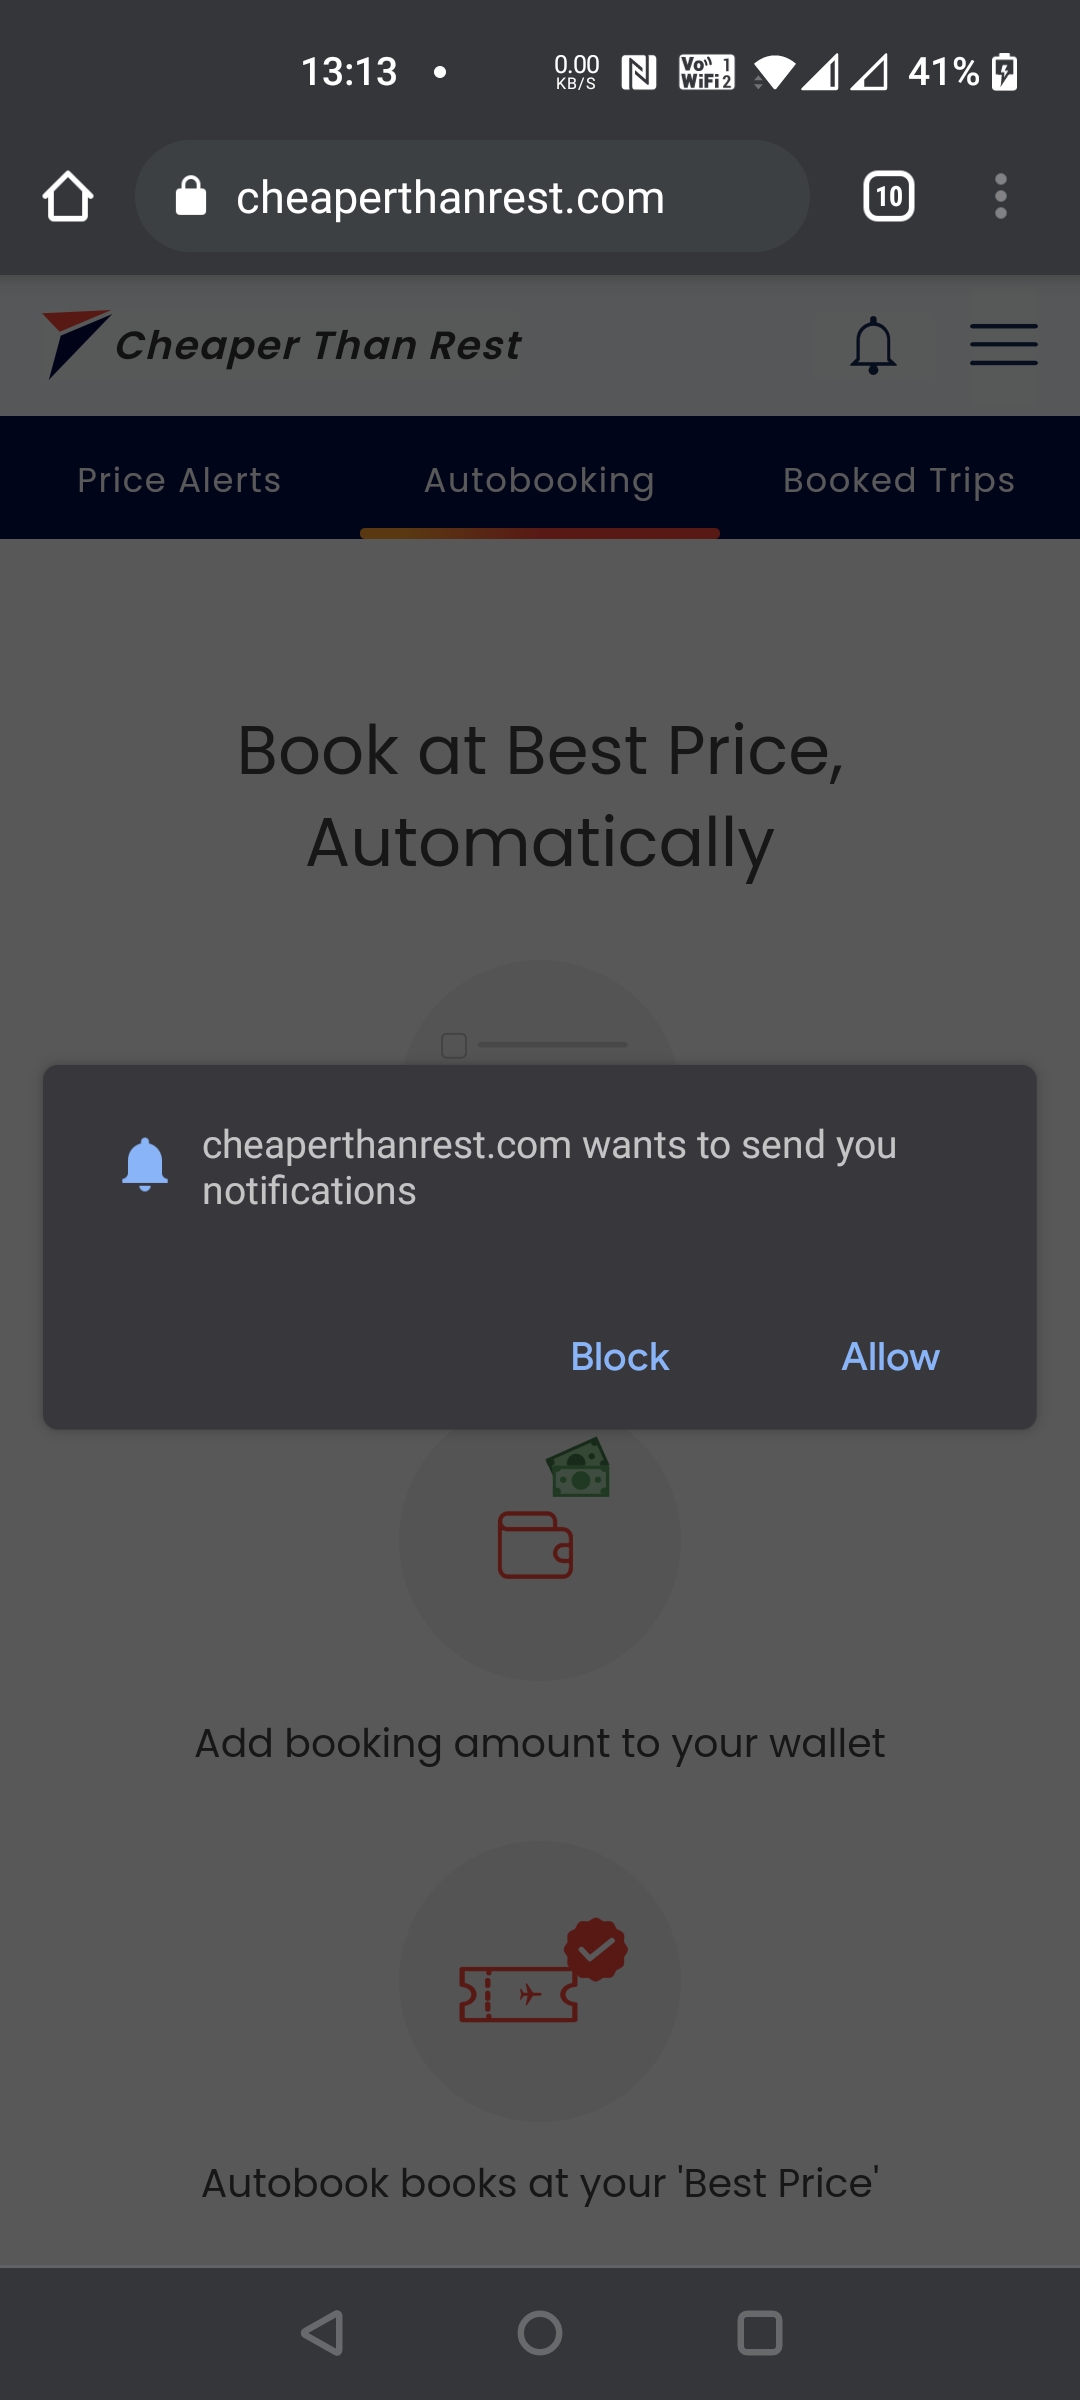 13:13
0.00
KB/S
Vo 1
WiFi 2
41%
cheaperthanrest.com
10
Cheaper Than Rest
Price Alerts
Autobooking
Booked Trips
Book at Best Price,
Automatically
cheaperthanrest.com wants to send you
notifications
Block
Allow
Add booking amount to your wallet
Autobook books at your 'Best Price'